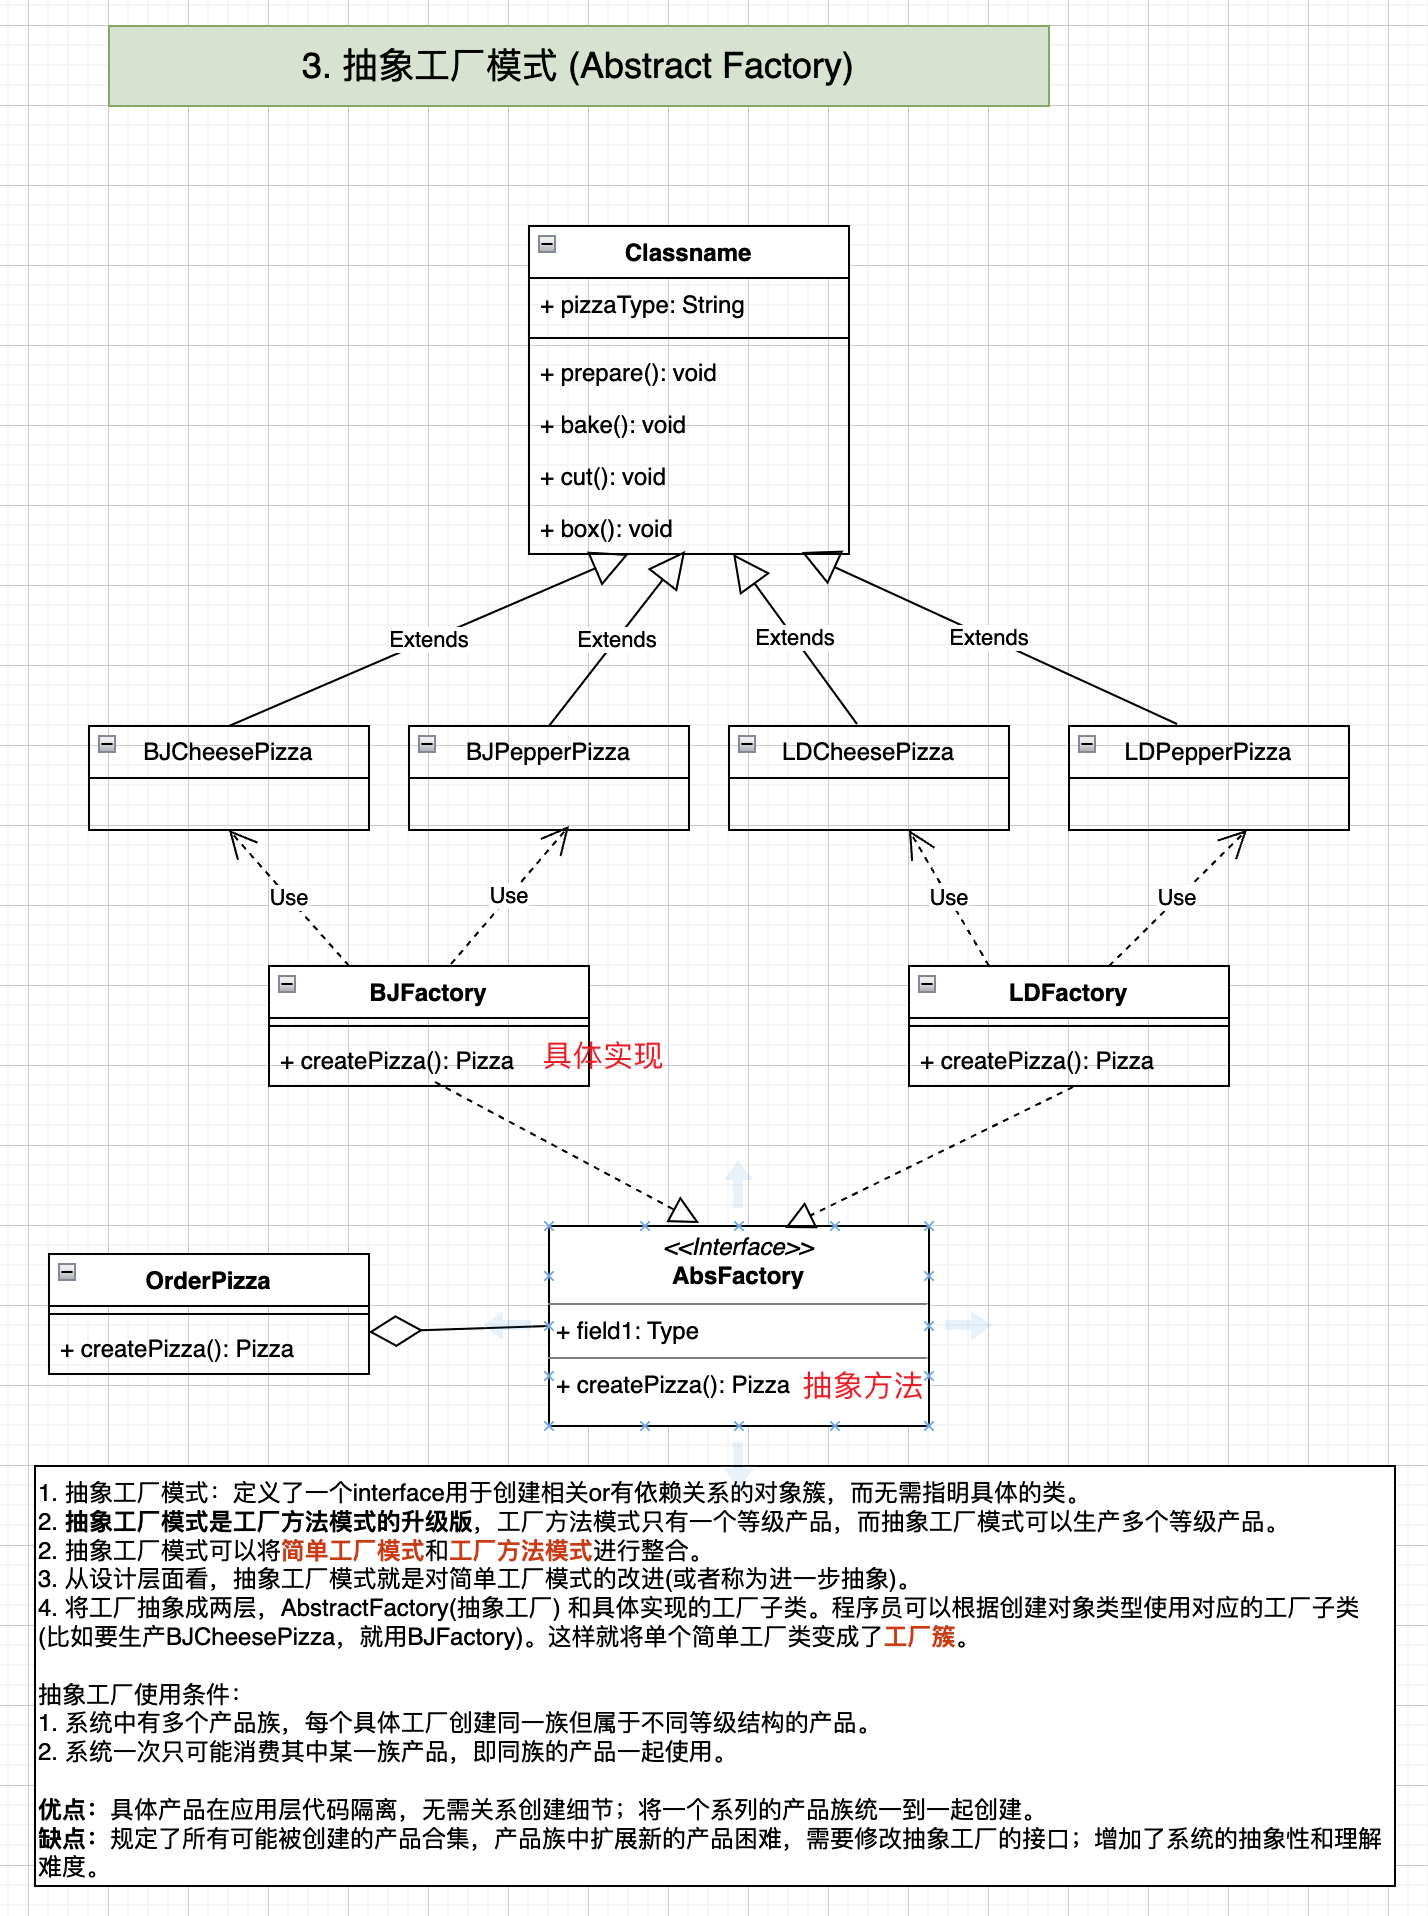 3. 抽象工厂模式 (Abstract Factory)
Classname
+ pizzaType: String
+ prepare(): void
+ bake(): void
+ cut(): void
+ box(): void
Extends
Extends
Extends
Extends
BJCheesePizza
BJPepperPizza
LDCheesePizza
LDPepperPizza
Use
Use
Use
Use
BJFactory
+ createPizza(): Pizza
具体实现
LDFactory
+ createPizza(): Pizza
OrderPizza
+ createPizza(): Pizza
<<Interface>>
AbsFactory
+ field1: Type
+ createPizza(): Pizza
抽象方法
1. 抽象工厂模式：定义了一个interface用于创建相关or有依赖关系的对象簇，而无需指明具体的类。
2. 抽象工厂模式是工厂方法模式的升级版，工厂方法模式只有一个等级产品，而抽象工厂模式可以生产多个等级产品。
2. 抽象工厂模式可以将简单工厂模式和工厂方法模式进行整合。
3. 从设计层面看，抽象工厂模式就是对简单工厂模式的改进(或者称为进一步抽象)。
4. 将工厂抽象成两层，AbstractFactory(抽象工厂) 和具体实现的工厂子类。程序员可以根据创建对象类型使用对应的工厂子类
(比如要生产BJCheesePizza，就用BJFactory)。这样就将单个简单工厂类变成了工厂簇。
抽象工厂使用条件：
1. 系统中有多个产品族，每个具体工厂创建同一族但属于不同等级结构的产品。
2. 系统一次只可能消费其中某一族产品，即同族的产品一起使用。
优点：具体产品在应用层代码隔离，无需关系创建细节；将一个系列的产品族统一到一起创建。
缺点：规定了所有可能被创建的产品合集，产品族中扩展新的产品困难，需要修改抽象工厂的接口；增加了系统的抽象性和理解
难度。